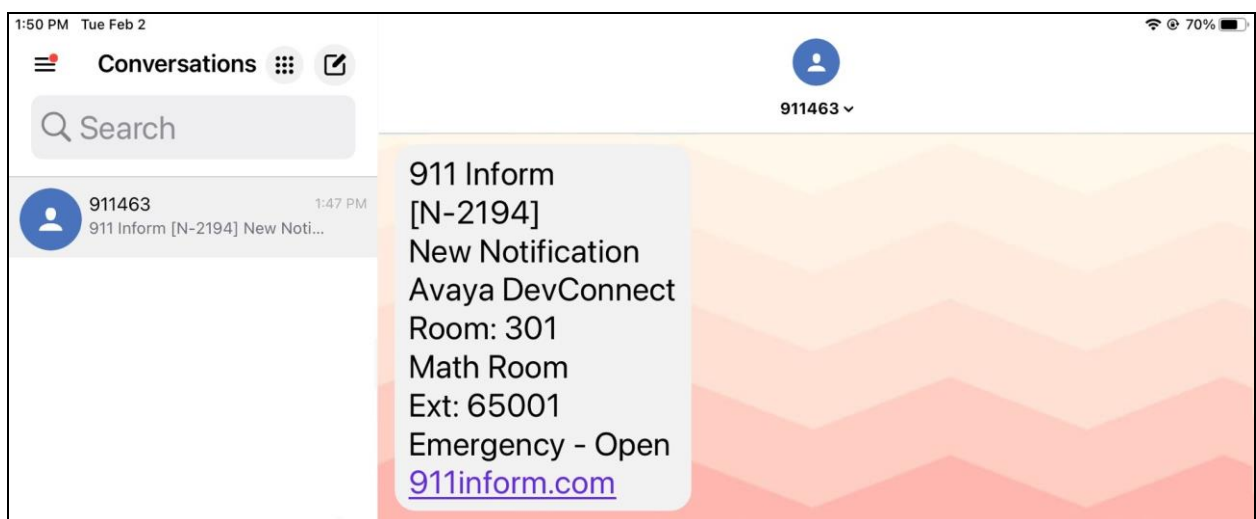 1:50 PM Tue Feb 2
70%
Conversations
Search
911463
1:47 PM
911 Inform [N-2194] New Noti...
911463
911 Inform
[N-2194]
New Notification
Avaya DevConnect
Room: 301
Math Room
Ext: 65001
Emergency - Open
911inform.com